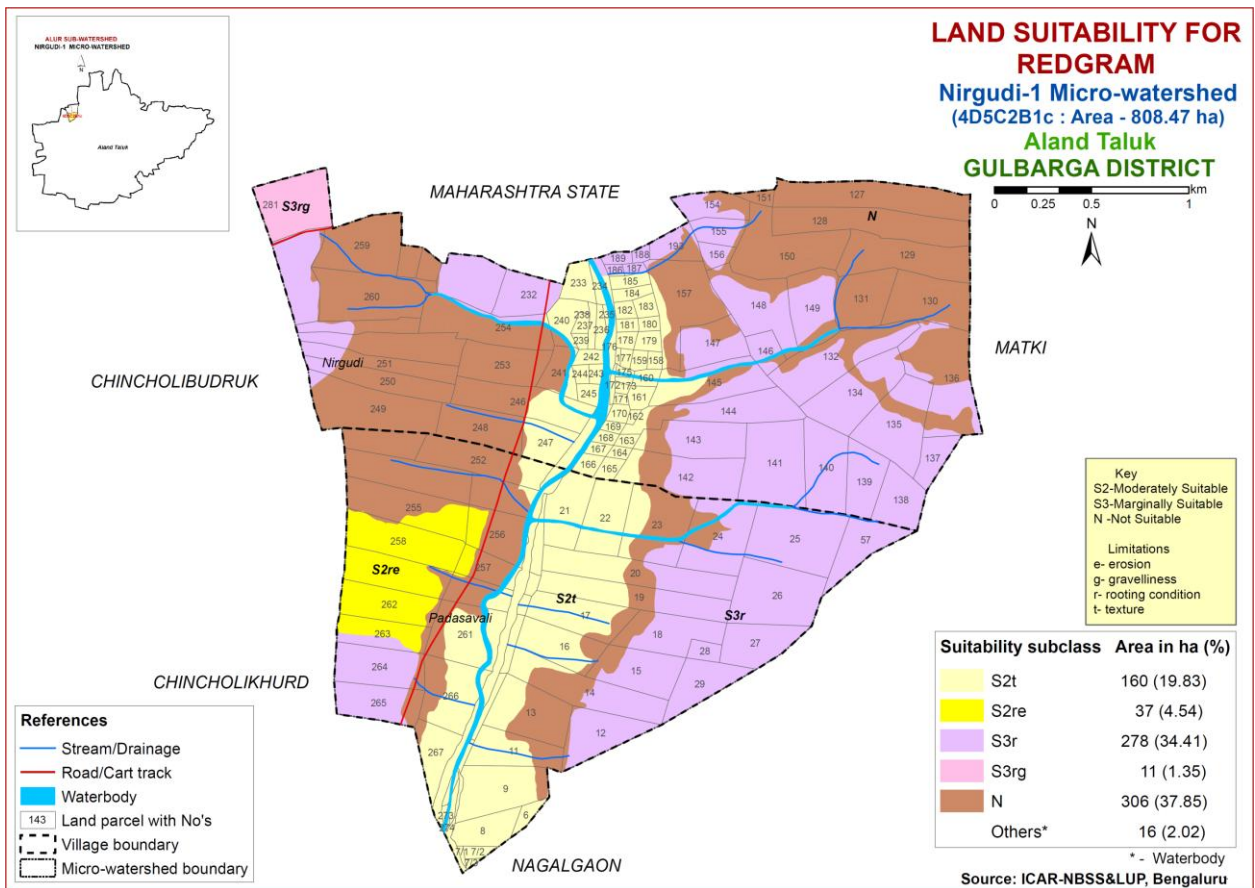 ALUR SUB-WATERSHED
NIRGUDI-1 MICRO-WATERSHED
N
Aland Taluk
LAND SUITABILITY FOR
REDGRAM
Nirgudi-1 Micro-watershed
(4D5C2B1c : Area - 808.47 ha)
Aland Taluk
GULBARGA DISTRICT
km
0 0.25 0.5 1
N
MAHARASHTRA STATE
281 S3rg
154 151 127
155 128 N
259 189 188 193
186 187 156 150 129
233 234 185
260 232 184 157 148 149 131 130
240 238 235 182 183
254 237 236 181 180
239 176 178 179 147 146 132
Nirgudi 251 253 242 177 159 158
MATKI
CHINCHOLIBUDRUK
250 241 244 243 175 160 145 136
172 173
249 246 245 171 161 144 134
170 162 135
248 247 169
168 163 143
252 167 164 141 140 137
166 165 142 139
138
255 256 21 22 23 24 25 57
258
257 20
S2re S2t 19 26
262 17 S3r
Padasavali
263 261 16 18 28 27
264 15 29
CHINCHOLIKHURD
265 266 14
13 12
267 11
9
273 8 6
274
7/1 7/2
7/3
NAGALGAON
Key
S2-Moderately Suitable
S3-Marginally Suitable
N -Not Suitable
Limitations
e- erosion
g- gravelliness
r- rooting condition
t- texture
Suitability subclass Area in ha (%)
S2t 160 (19.83)
S2re 37 (4.54)
S3r 278 (34.41)
S3rg 11 (1.35)
N 306 (37.85)
Others* 16 (2.02)
* - Waterbody
Source: ICAR-NBSS&LUP, Bengaluru
References
Stream/Drainage
Road/Cart track
Waterbody
143 Land parcel with No's
Village boundary
Micro-watershed boundary